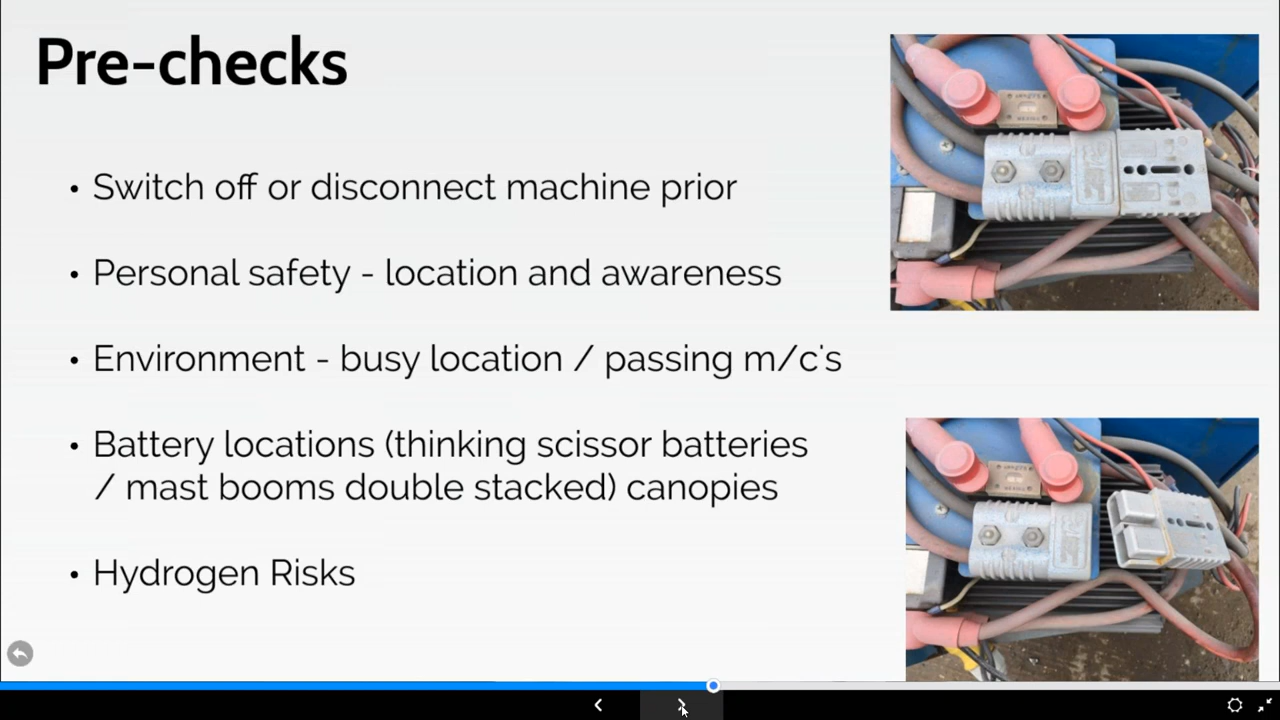 Pre-checks
• Switch off or disconnect machine prior
• Personal safety - location and awareness
• Environment - busy location / passing m/c's
• Battery locations (thinking scissor batteries
/ mast booms double stacked) canopies
• Hydrogen Risks